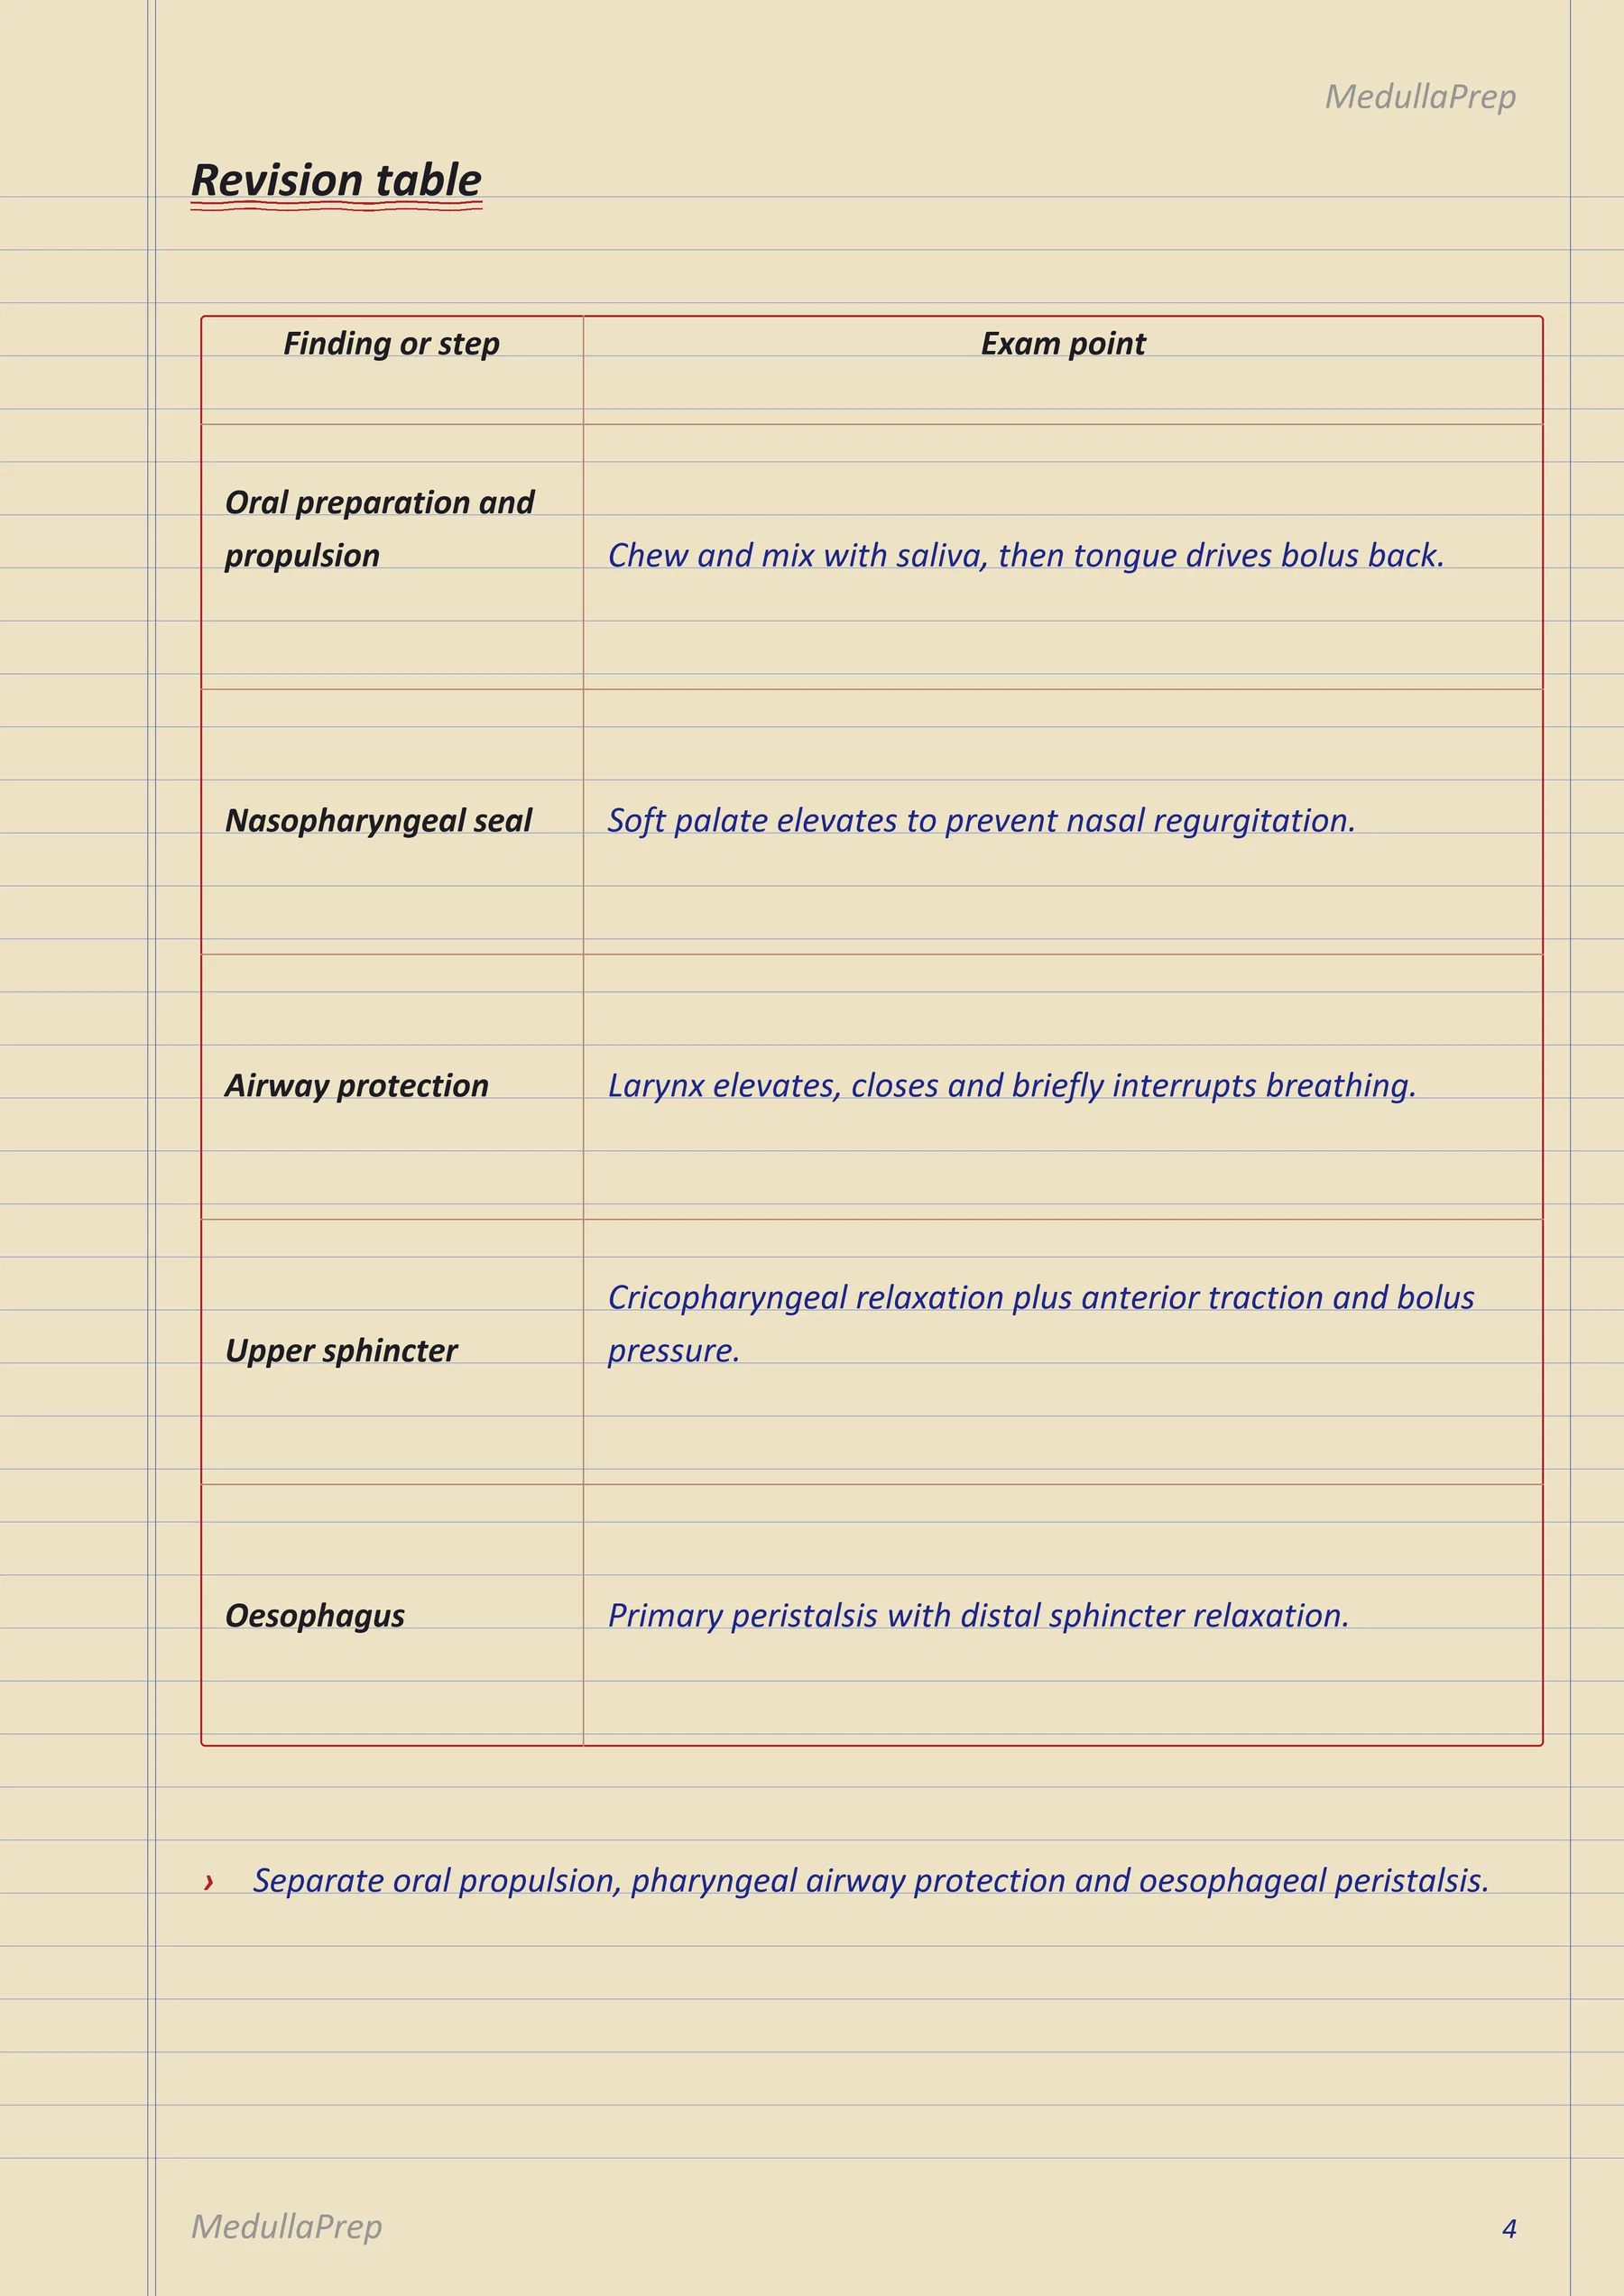 MedullaPrep
Revision table
Finding or step
Exam point
Oral preparation and
propulsion
Chew and mix with saliva, then tongue drives bolus back.
Nasopharyngeal seal
Soft palate elevates to prevent nasal regurgitation.
Airway protection
Larynx elevates, closes and briefly interrupts breathing.
Upper sphincter
Cricopharyngeal relaxation plus anterior traction and bolus
pressure.
Oesophagus
Primary peristalsis with distal sphincter relaxation.
› Separate oral propulsion, pharyngeal airway protection and oesophageal peristalsis.
MedullaPrep
4